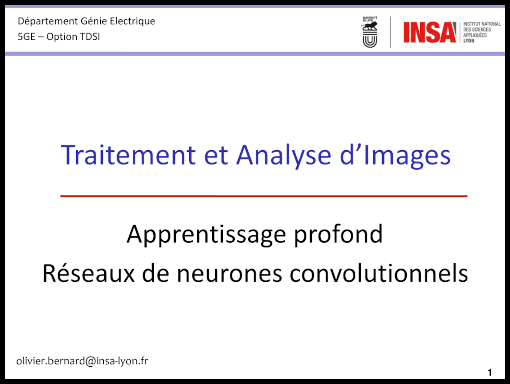 Département Génie Electrique
5GE – Option TDSI
INSA
INSTITUT NATIONAL
DES SCIENCES
APPLIQUÉES
LYON
Traitement et Analyse d’Images
Apprentissage profond
Réseaux de neurones convolutionnels
olivier.bernard@insa-lyon.fr
1